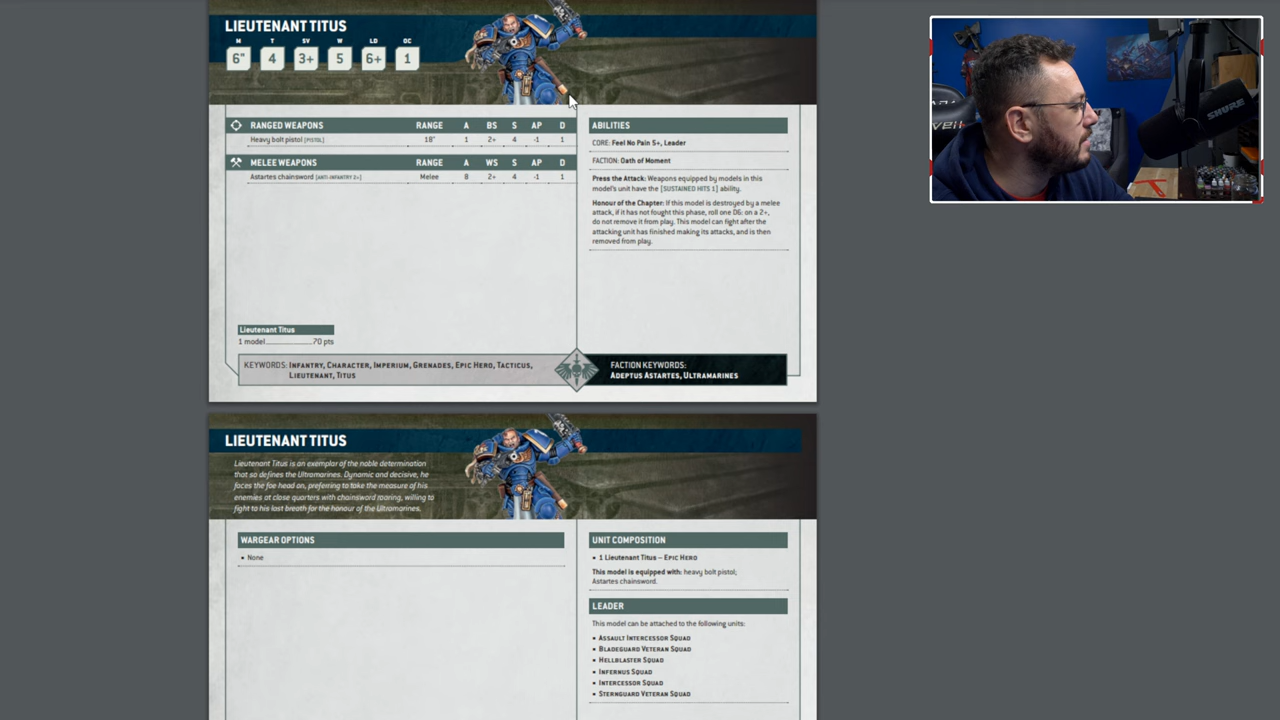 LIEUTENANT TITUS
M T SV W LD OC
6" 4 3+ 5 6+ 1
RANGED WEAPONS RANGE A BS S AP D
Heavy bolt pistol [PISTOL] 18" 1 2+ 4 -1 1
MELEE WEAPONS RANGE A WS S AP D
Astartes chainsword [ANTI-INFANTRY 2+] Melee 8 2+ 4 -1 1
Lieutenant Titus
1 model 70 pts
ABILITIES
CORE: Feel No Pain 5+, Leader
FACTION: Oath of Moment
Press the Attack: Weapons equipped by models in this
model's unit have the [SUSTAINED HITS 1] ability.
Honour of the Chapter: If this model is destroyed by a melee
attack, if it has not fought this phase, roll one D6: on a 2+,
do not remove it from play. This model can fight after the
attacking unit has finished making its attacks, and is then
removed from play.
KEYWORDS: INFANTRY, CHARACTER, IMPERIUM, GRENADES, EPIC HERO, TACTICUS,
LIEUTENANT, TITUS
FACTION KEYWORDS:
ADEPTUS ASTARTES, ULTRAMARINES
LIEUTENANT TITUS
Lieutenant Titus is an exemplar of the noble determination
that so defines the Ultramarines. Dynamic and decisive, he
faces the foe head on, preferring to take the measure of his
enemies at close quarters with chainsword roaring, willing to
fight to his last breath for the honour of the Ultramarines.
WARGEAR OPTIONS
• None
UNIT COMPOSITION
• 1 Lieutenant Titus – EPIC HERO
This model is equipped with: heavy bolt pistol;
Astartes chainsword.
LEADER
This model can be attached to the following units:
• ASSAULT INTERCESSOR SQUAD
• BLADEGUARD VETERAN SQUAD
• HELLBLASTER SQUAD
• INFERNUS SQUAD
• INTERCESSOR SQUAD
• STERNGUARD VETERAN SQUAD
SHURE